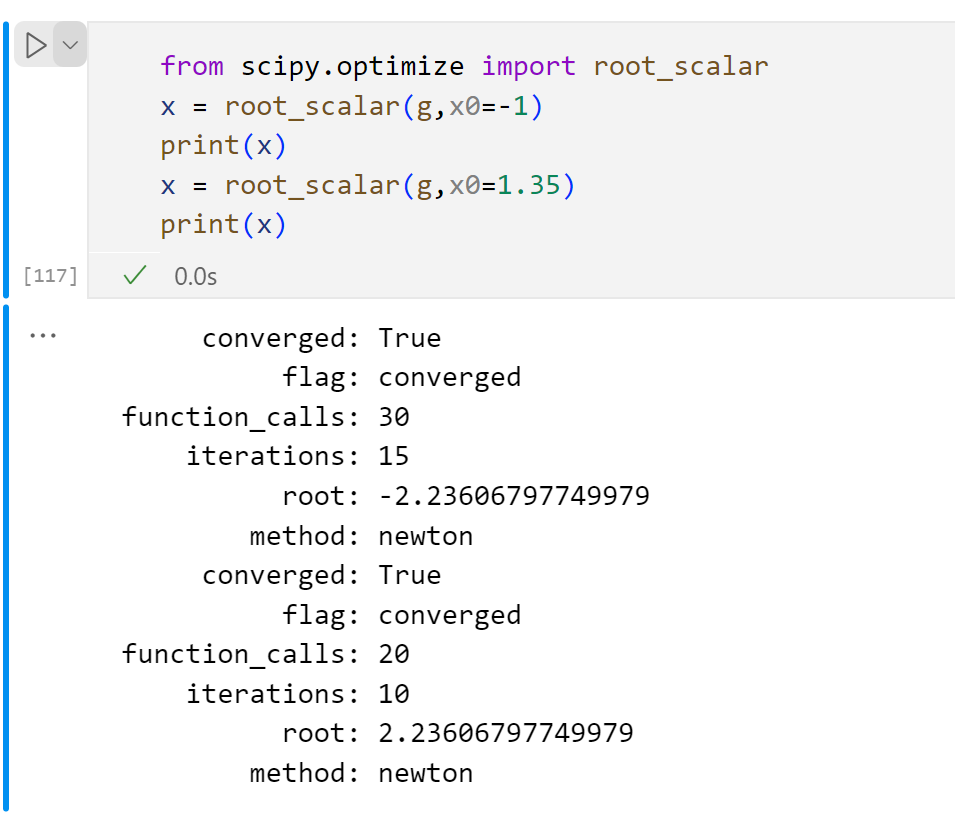 from scipy.optimize import root_scalar
x = root_scalar(g,x0=-1)
print(x)
x = root_scalar(g,x0=1.35)
print(x)
[117] 0.0s
... converged: True
flag: converged
function_calls: 30
iterations: 15
root: -2.23606797749979
method: newton
converged: True
flag: converged
function_calls: 20
iterations: 10
root: 2.23606797749979
method: newton